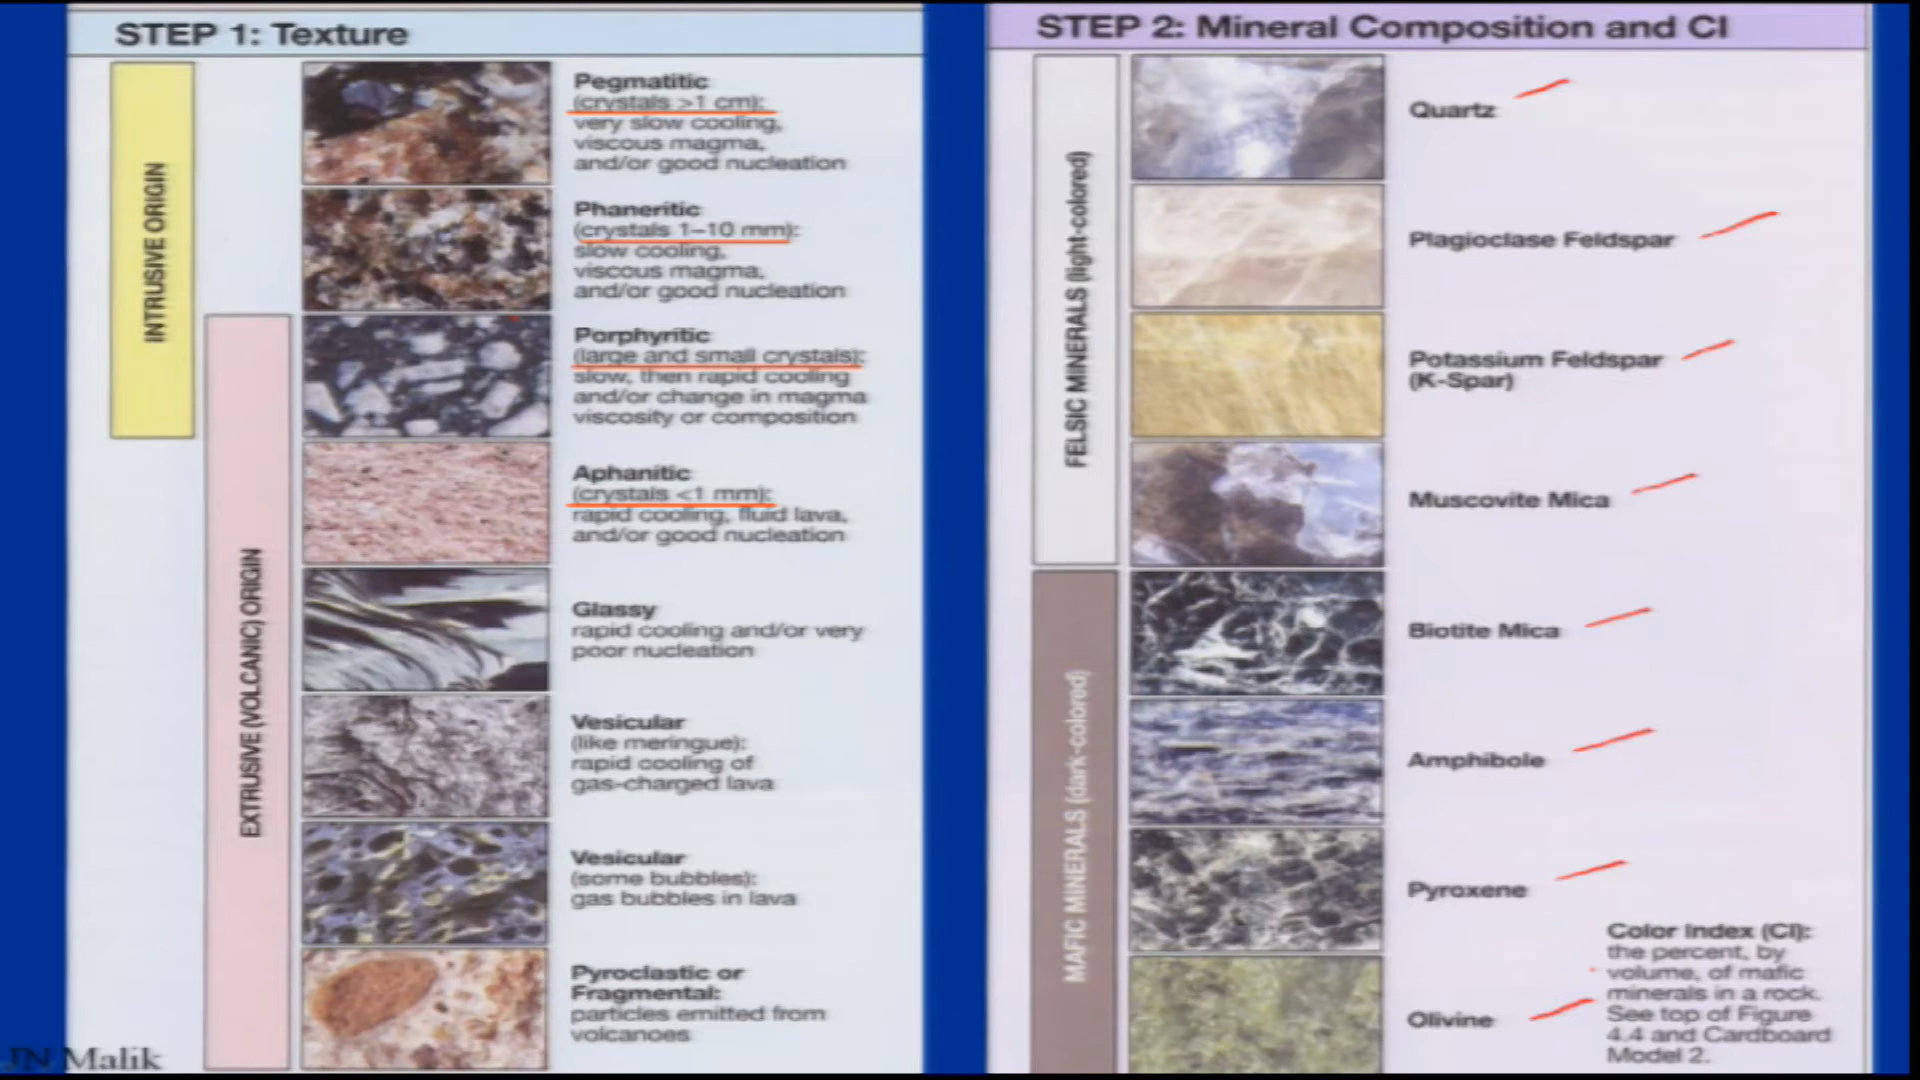 STEP 1: Texture
INTRUSIVE ORIGIN
EXTRUSIVE (VOLCANIC) ORIGIN
Pegmatitic
(crystals >1 cm):
very slow cooling,
viscous magma,
and/or good nucleation
Phaneritic
(crystals 1–10 mm):
slow cooling,
viscous magma,
and/or good nucleation
Porphyritic
(large and small crystals):
slow, then rapid cooling
and/or change in magma
viscosity or composition
Aphanitic
(crystals <1 mm):
rapid cooling, fluid lava,
and/or good nucleation
Glassy
rapid cooling and/or very
poor nucleation
Vesicular
(like meringue):
rapid cooling of
gas-charged lava
Vesicular
(some bubbles):
gas bubbles in lava
Pyroclastic or
Fragmental:
particles emitted from
volcanoes
JN Malik
STEP 2: Mineral Composition and CI
FELSIC MINERALS (light-colored)
MAFIC MINERALS (dark-colored)
Quartz
Plagioclase Feldspar
Potassium Feldspar
(K-Spar)
Muscovite Mica
Biotite Mica
Amphibole
Pyroxene
Olivine
Color Index (CI):
the percent, by
volume, of mafic
minerals in a rock.
See top of Figure
4.4 and Cardboard
Model 2.